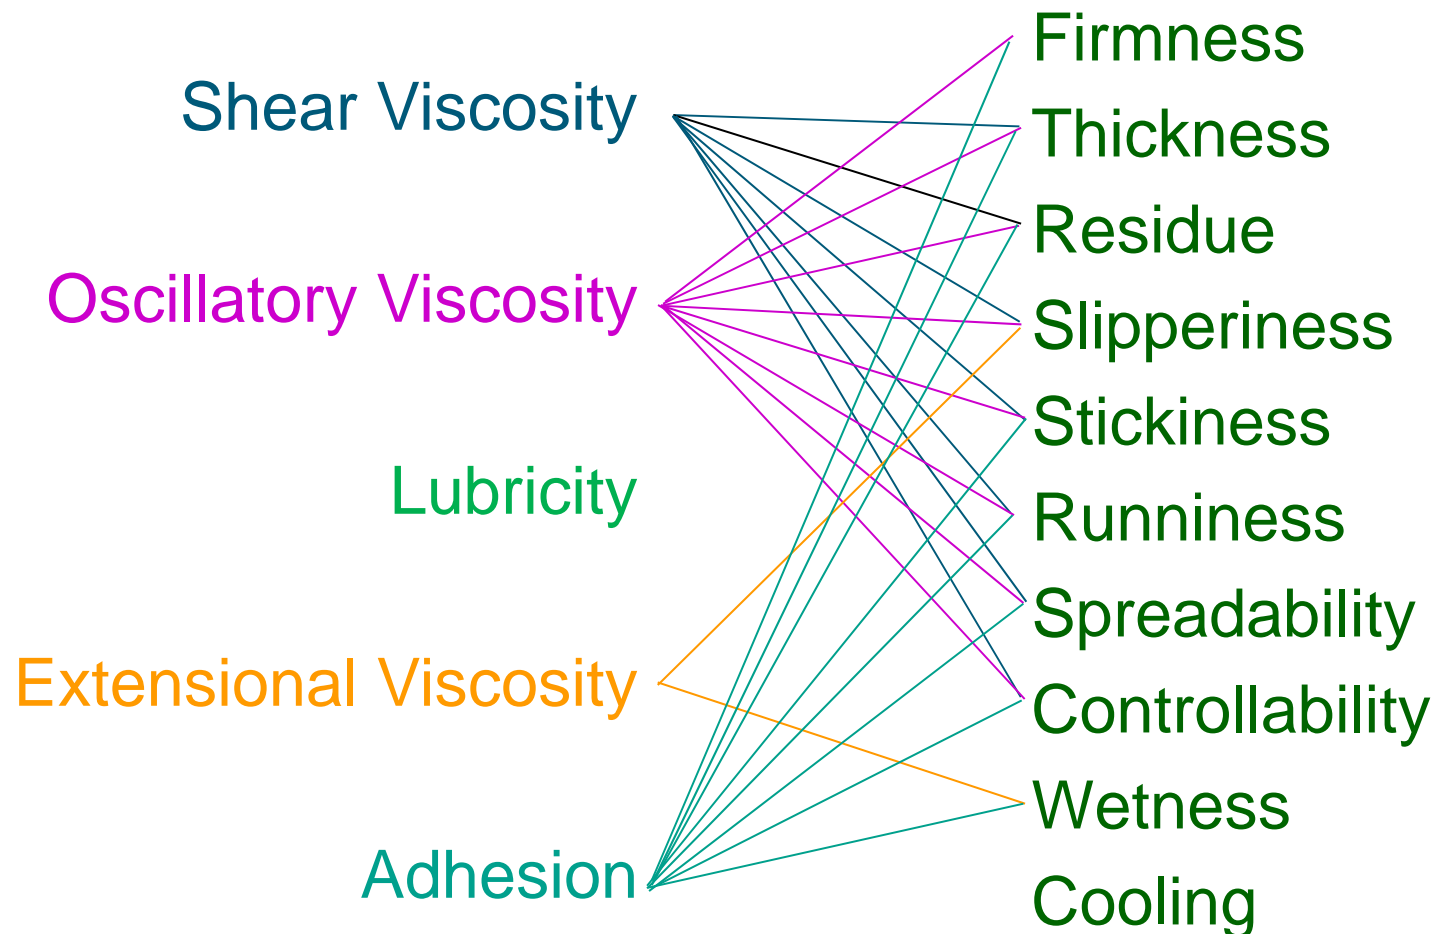 Shear Viscosity
Oscillatory Viscosity
Lubricity
Extensional Viscosity
Adhesion
Firmness
Thickness
Residue
Slipperiness
Stickiness
Runniness
Spreadability
Controllability
Wetness
Cooling